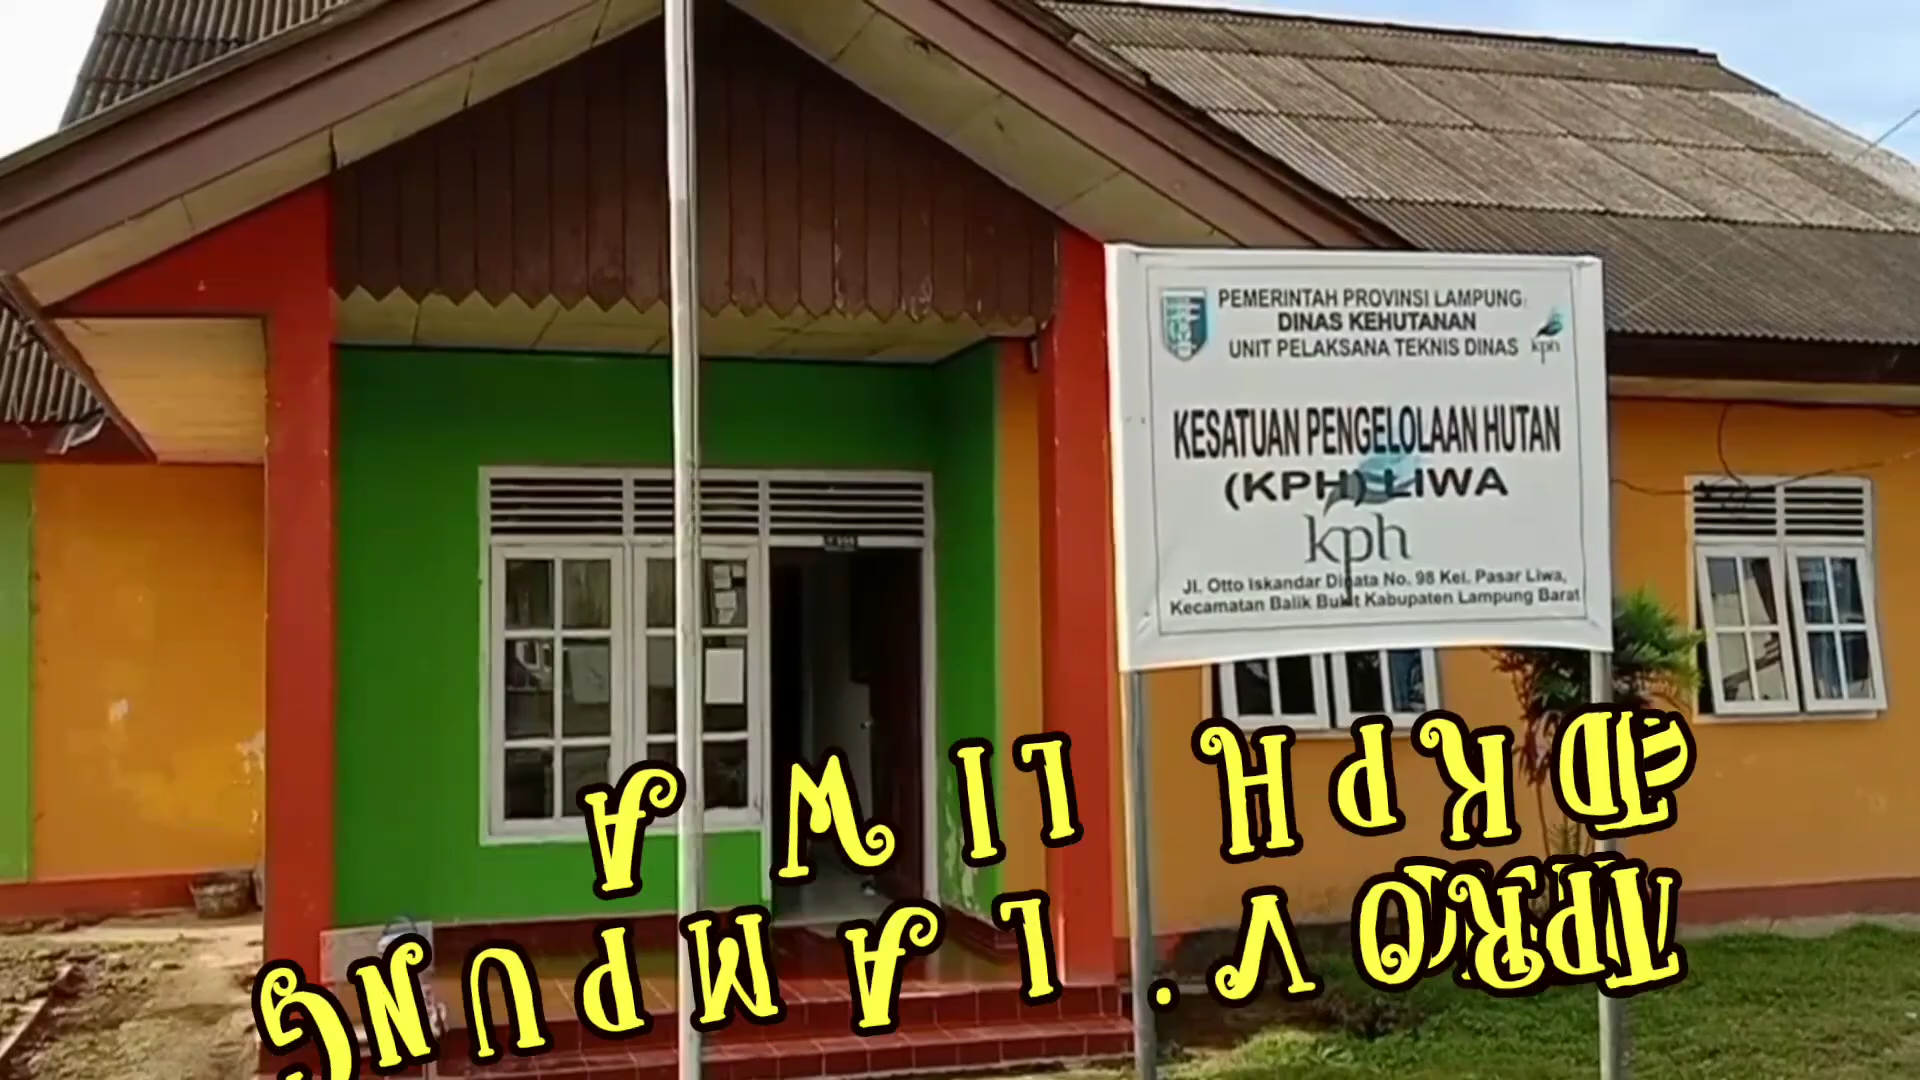 PEMERINTAH PROVINSI LAMPUNG
DINAS KEHUTANAN
UNIT PELAKSANA TEKNIS DINAS
kph
KESATUAN PENGELOLAAN HUTAN
(KPH) LIWA
kph
Jl. Otto Iskandar Dinata No. 98 Kel. Pasar Liwa,
Kecamatan Balik Bukit Kabupaten Lampung Barat
KPH LIWA
PROV. LAMPUNG